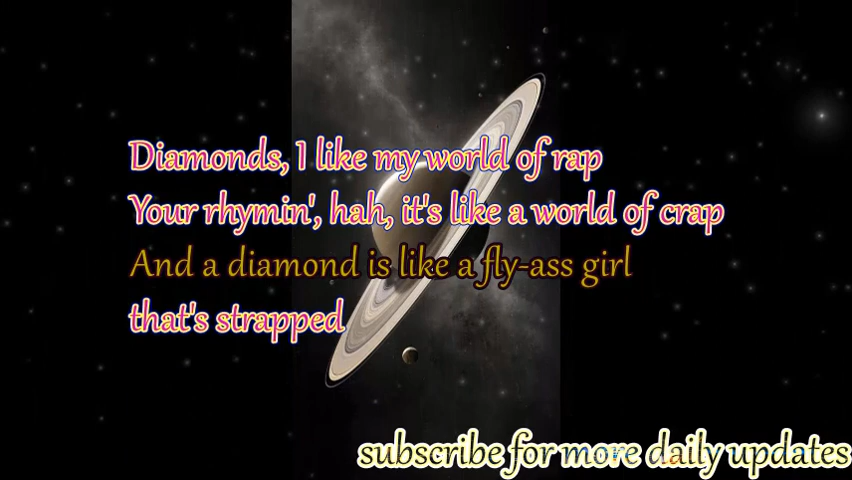 Diamonds, I like my world of rap
Your rhymin', hah, it's like a world of crap
And a diamond is like a fly-ass girl
that's strapped
subscribe for more daily updates